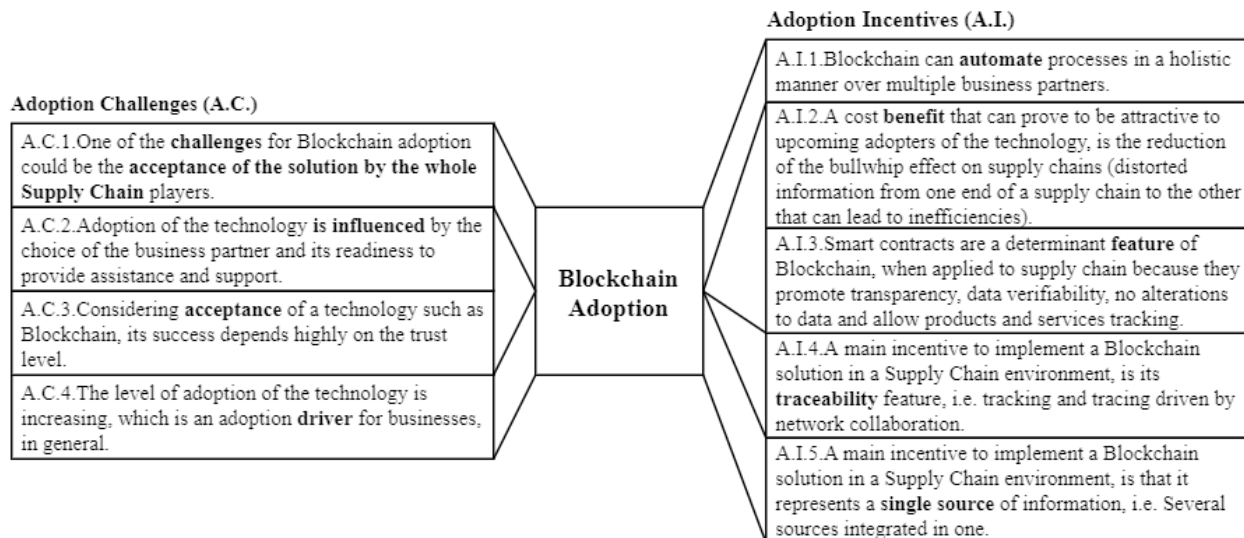 Adoption Challenges (A.C.)
A.C.1.One of the challenges for Blockchain adoption
could be the acceptance of the solution by the whole
Supply Chain players.
A.C.2.Adoption of the technology is influenced by the
choice of the business partner and its readiness to
provide assistance and support.
A.C.3.Considering acceptance of a technology such as
Blockchain, its success depends highly on the trust
level.
A.C.4.The level of adoption of the technology is
increasing, which is an adoption driver for businesses,
in general.
Blockchain
Adoption
Adoption Incentives (A.I.)
A.I.1.Blockchain can automate processes in a holistic
manner over multiple business partners.
A.I.2.A cost benefit that can prove to be attractive to
upcoming adopters of the technology, is the reduction
of the bullwhip effect on supply chains (distorted
information from one end of a supply chain to the other
that can lead to inefficiencies).
A.I.3.Smart contracts are a determinant feature of
Blockchain, when applied to supply chain because they
promote transparency, data verifiability, no alterations
to data and allow products and services tracking.
A.I.4.A main incentive to implement a Blockchain
solution in a Supply Chain environment, is its
traceability feature, i.e. tracking and tracing driven by
network collaboration.
A.I.5.A main incentive to implement a Blockchain
solution in a Supply Chain environment, is that it
represents a single source of information, i.e. Several
sources integrated in one.